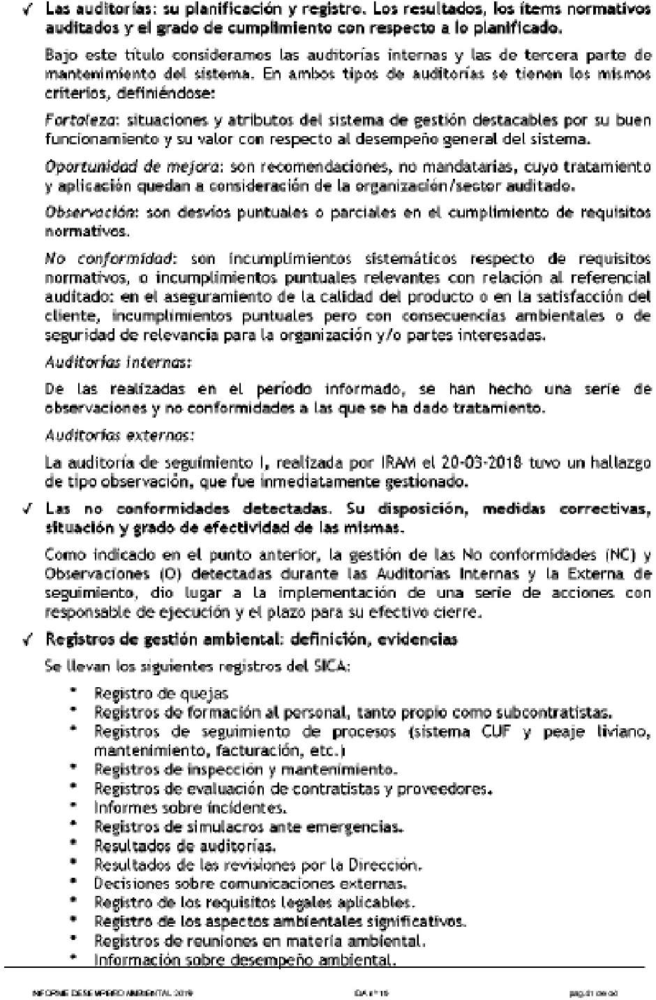 ✓ Las auditorías: su planificación y registro. Los resultados, los ítems normativos
auditados y el grado de cumplimiento con respecto a lo planificado.
Bajo este título consideramos las auditorías internas y las de tercera parte de
mantenimiento del sistema. En ambos tipos de auditorías se tienen los mismos
criterios, definiéndose:
Fortaleza: situaciones y atributos del sistema de gestión destacables por su buen
funcionamiento y su valor con respecto al desempeño general del sistema.
Oportunidad de mejora: son recomendaciones, no mandatarias, cuyo tratamiento
y aplicación quedan a consideración de la organización/sector auditado.
Observación: son desvíos puntuales o parciales en el cumplimiento de requisitos
normativos.
No conformidad: son incumplimientos sistemáticos respecto de requisitos
normativos, o incumplimientos puntuales relevantes con relación al referencial
auditado: en el aseguramiento de la calidad del producto o en la satisfacción del
cliente, incumplimientos puntuales pero con consecuencias ambientales o de
seguridad de relevancia para la organización y/o partes interesadas.
Auditorías internas:
De las realizadas en el período informado, se han hecho una serie de
observaciones y no conformidades a las que se ha dado tratamiento.
Auditorías externas:
La auditoría de seguimiento I, realizada por IRAM el 20-03-2018 tuvo un hallazgo
de tipo observación, que fue inmediatamente gestionado.
✓ Las no conformidades detectadas. Su disposición, medidas correctivas,
situación y grado de efectividad de las mismas.
Como indicado en el punto anterior, la gestión de las No conformidades (NC) y
Observaciones (O) detectadas durante las Auditorías Internas y la Externa de
seguimiento, dio lugar a la implementación de una serie de acciones con
responsable de ejecución y el plazo para su efectivo cierre.
✓ Registros de gestión ambiental: definición, evidencias
Se llevan los siguientes registros del SICA:
* Registro de quejas
* Registros de formación al personal, tanto propio como subcontratistas.
* Registros de seguimiento de procesos (sistema CUF y peaje liviano,
mantenimiento, facturación, etc.)
* Registros de inspección y mantenimiento.
* Registros de evaluación de contratistas y proveedores.
* Informes sobre incidentes.
* Registros de simulacros ante emergencias.
* Resultados de auditorías.
* Resultados de las revisiones por la Dirección.
* Decisiones sobre comunicaciones externas.
* Registro de los requisitos legales aplicables.
* Registro de los aspectos ambientales significativos.
* Registros de reuniones en materia ambiental.
* Información sobre desempeño ambiental.
INFORME DESEMPEÑO AMBIENTAL 2019